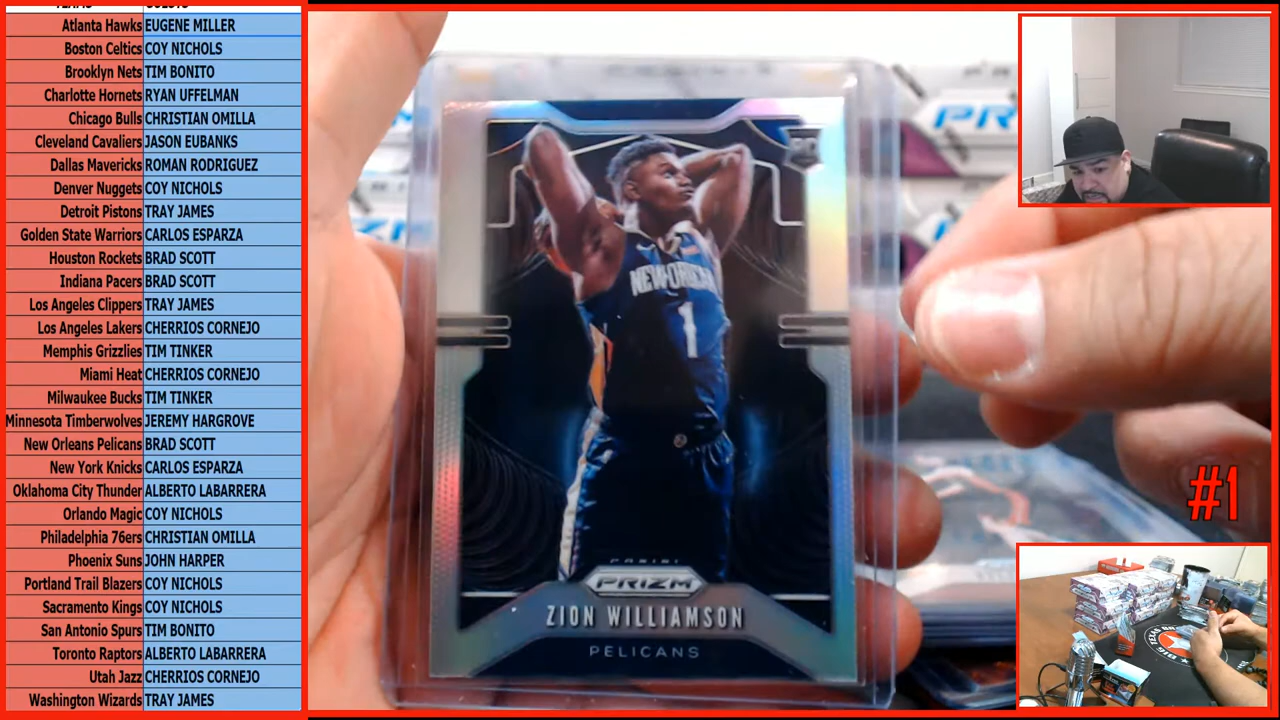 Atlanta Hawks EUGENE MILLER
Boston Celtics COY NICHOLS
Brooklyn Nets TIM BONITO
Charlotte Hornets RYAN UFFELMAN
Chicago Bulls CHRISTIAN OMILLA
Cleveland Cavaliers JASON EUBANKS
Dallas Mavericks ROMAN RODRIGUEZ
Denver Nuggets COY NICHOLS
Detroit Pistons TRAY JAMES
Golden State Warriors CARLOS ESPARZA
Houston Rockets BRAD SCOTT
Indiana Pacers BRAD SCOTT
Los Angeles Clippers TRAY JAMES
Los Angeles Lakers CHERRIOS CORNEJO
Memphis Grizzlies TIM TINKER
Miami Heat CHERRIOS CORNEJO
Milwaukee Bucks TIM TINKER
Minnesota Timberwolves JEREMY HARGROVE
New Orleans Pelicans BRAD SCOTT
New York Knicks CARLOS ESPARZA
Oklahoma City Thunder ALBERTO LABARRERA
Orlando Magic COY NICHOLS
Philadelphia 76ers CHRISTIAN OMILLA
Phoenix Suns JOHN HARPER
Portland Trail Blazers COY NICHOLS
Sacramento Kings COY NICHOLS
San Antonio Spurs TIM BONITO
Toronto Raptors ALBERTO LABARRERA
Utah Jazz CHERRIOS CORNEJO
Washington Wizards TRAY JAMES
RC
NEW ORLEANS
1
PANINI
PRIZM
ZION WILLIAMSON
PELICANS
#1